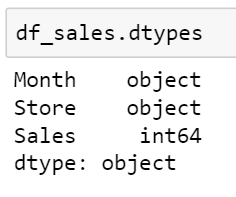 df_sales.dtypes
Month    object
Store    object
Sales     int64
dtype: object